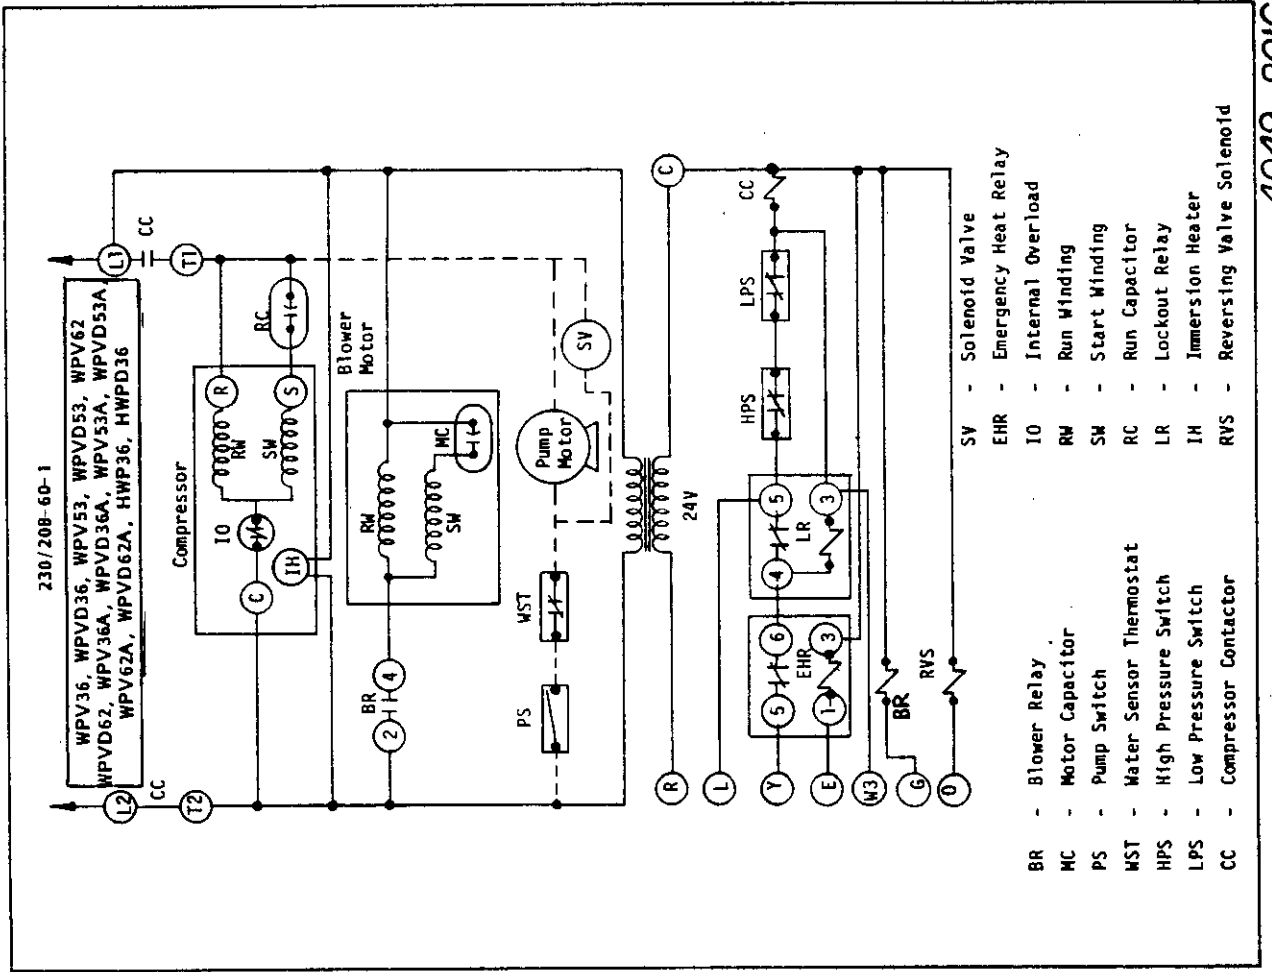 230/208-60-1
WPV36, WPVD36, WPV53, WPVD53, WPV62
WPVD62, WPV36A, WPVD36A, WPV53A, WPVD53A,
WPV62A, WPVD62A, HWP36, HWPD36
L2
L1
CC
CC
T2
T1
Compressor
IO
RW
R
C
SW
S
RC
IH
Blower
Motor
BR
2
4
RW
SW
MC
PS
WST
Pump
Motor
SV
24V
R
C
L
Y
5
6
4
5
HPS
LPS
CC
EHR
LR
E
1
3
3
W3
G
BR
O
RVS
SV - Solenoid Valve
EHR - Emergency Heat Relay
BR - Blower Relay
IO - Internal Overload
MC - Motor Capacitor
RW - Run Winding
PS - Pump Switch
SW - Start Winding
WST - Water Sensor Thermostat
RC - Run Capacitor
HPS - High Pressure Switch
LR - Lockout Relay
LPS - Low Pressure Switch
IH - Immersion Heater
CC - Compressor Contactor
RVS - Reversing Valve Solenoid